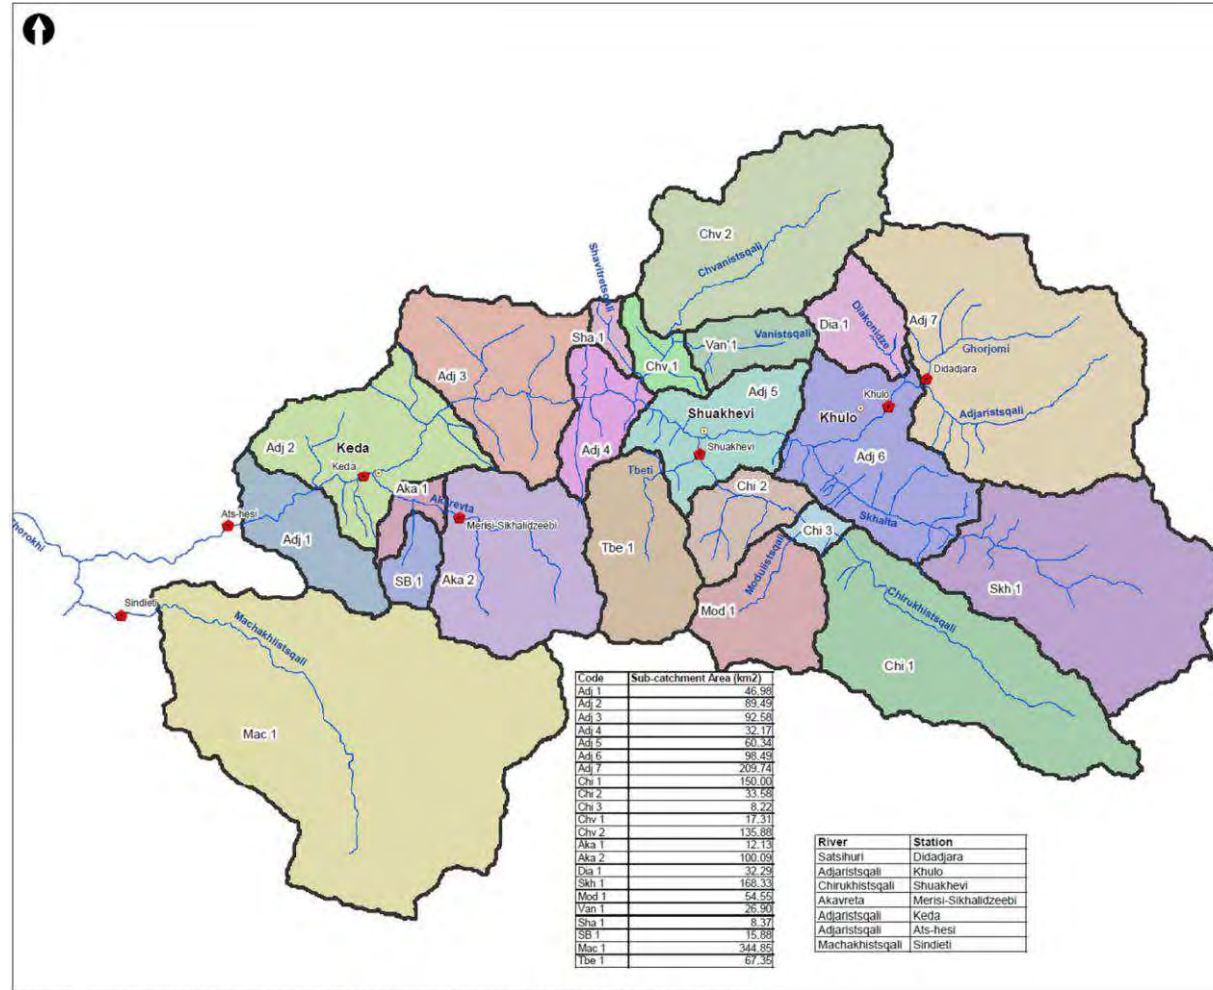 Chv 2
Chvanistsqali
Shavitretsqali
Adj 7
Diakonidze
Dia 1
Ghorjomi
Sha 1
Van 1
Vanistsqali
Chv 1
Didadjara
Adj 3
Adj 5
Khulo
Adjaristsqali
Shuakhevi
Khulo
Adj 2
Keda
Adj 4
Shuakhevi
Adj 6
Keda
Tbeti
Aka 1
Chi 2
Akarevta
Ats-hesi
Merisi-Sikhalidzeebi
Skhalta
Chi 3
Adj 1
Tbe 1
Modulistsqali
SB 1
Aka 2
Skh 1
Sindieti
Mod 1
Chirukhistsqali
Machakhlistsqali
Chi 1
Mac 1
Code Sub-catchment Area (km2)
Adj 1 46.98
Adj 2 89.49
Adj 3 92.58
Adj 4 32.17
Adj 5 60.34
Adj 6 98.49
Adj 7 209.74
Chi 1 150.00
Chi 2 33.58
Chi 3 8.22
Chv 1 17.31
Chv 2 135.88
Aka 1 12.13
Aka 2 100.09
Dia 1 32.29
Skh 1 168.33
Mod 1 54.55
Van 1 26.90
Sha 1 8.37
SB 1 15.88
Mac 1 344.85
Tbe 1 67.35
River Station
Satsihuri Didadjara
Adjaristsqali Khulo
Chirukhistsqali Shuakhevi
Akavreta Merisi-Sikhalidzeebi
Adjaristsqali Keda
Adjaristsqali Ats-hesi
Machakhistsqali Sindieti